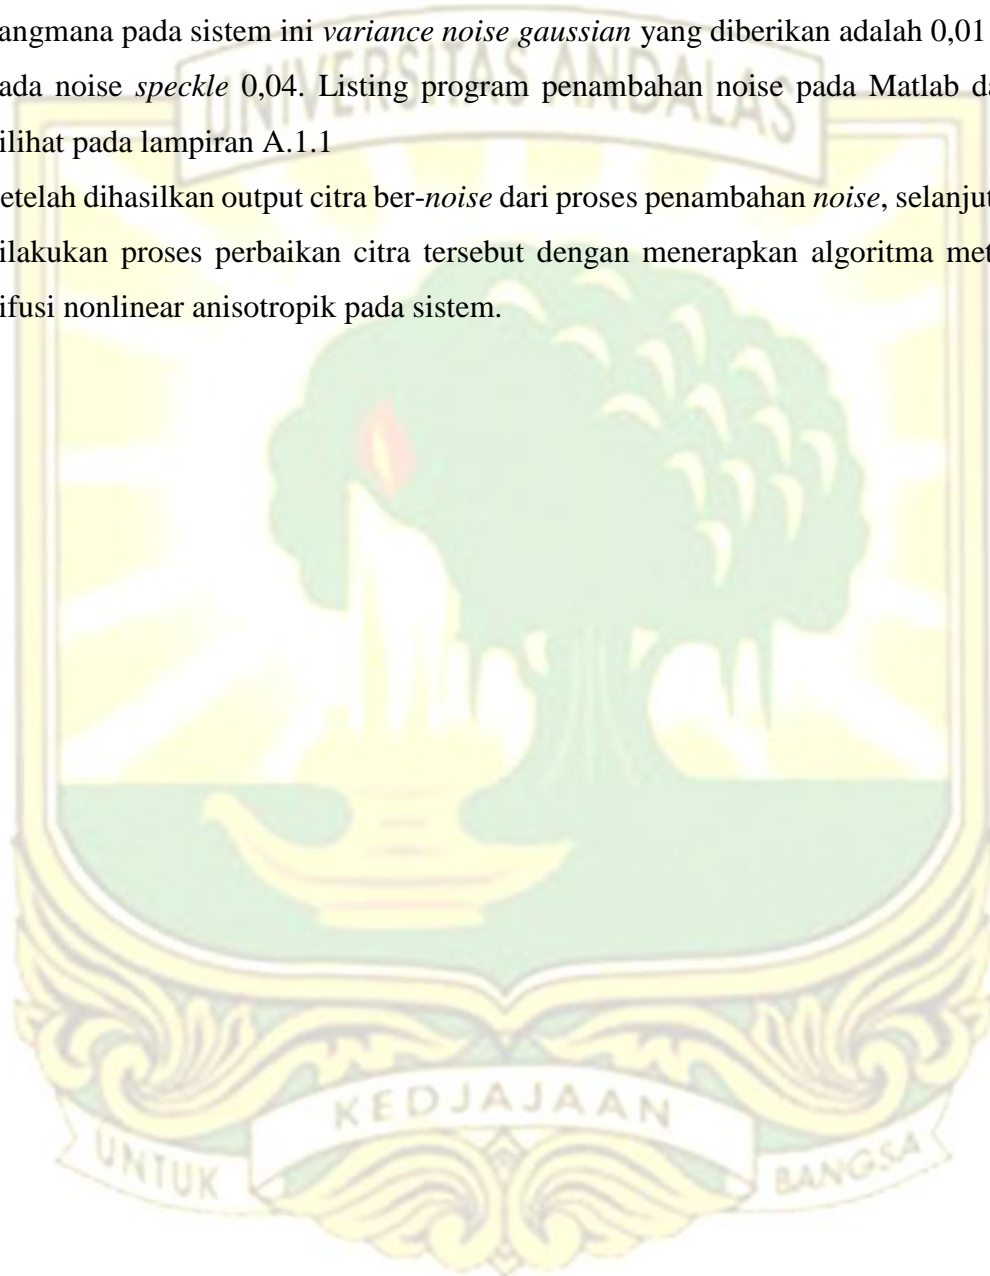 angmana pada sistem ini variance noise gaussian yang diberikan adalah 0,01
ada noise speckle 0,04. Listing program penambahan noise pada Matlab da
ilihat pada lampiran A.1.1
etelah dihasilkan output citra ber-noise dari proses penambahan noise, selanjut
ilakukan proses perbaikan citra tersebut dengan menerapkan algoritma met
ifusi nonlinear anisotropik pada sistem.
UNIVERSITAS ANDALAS
UNTUK KEDJAJAAN BANGSA